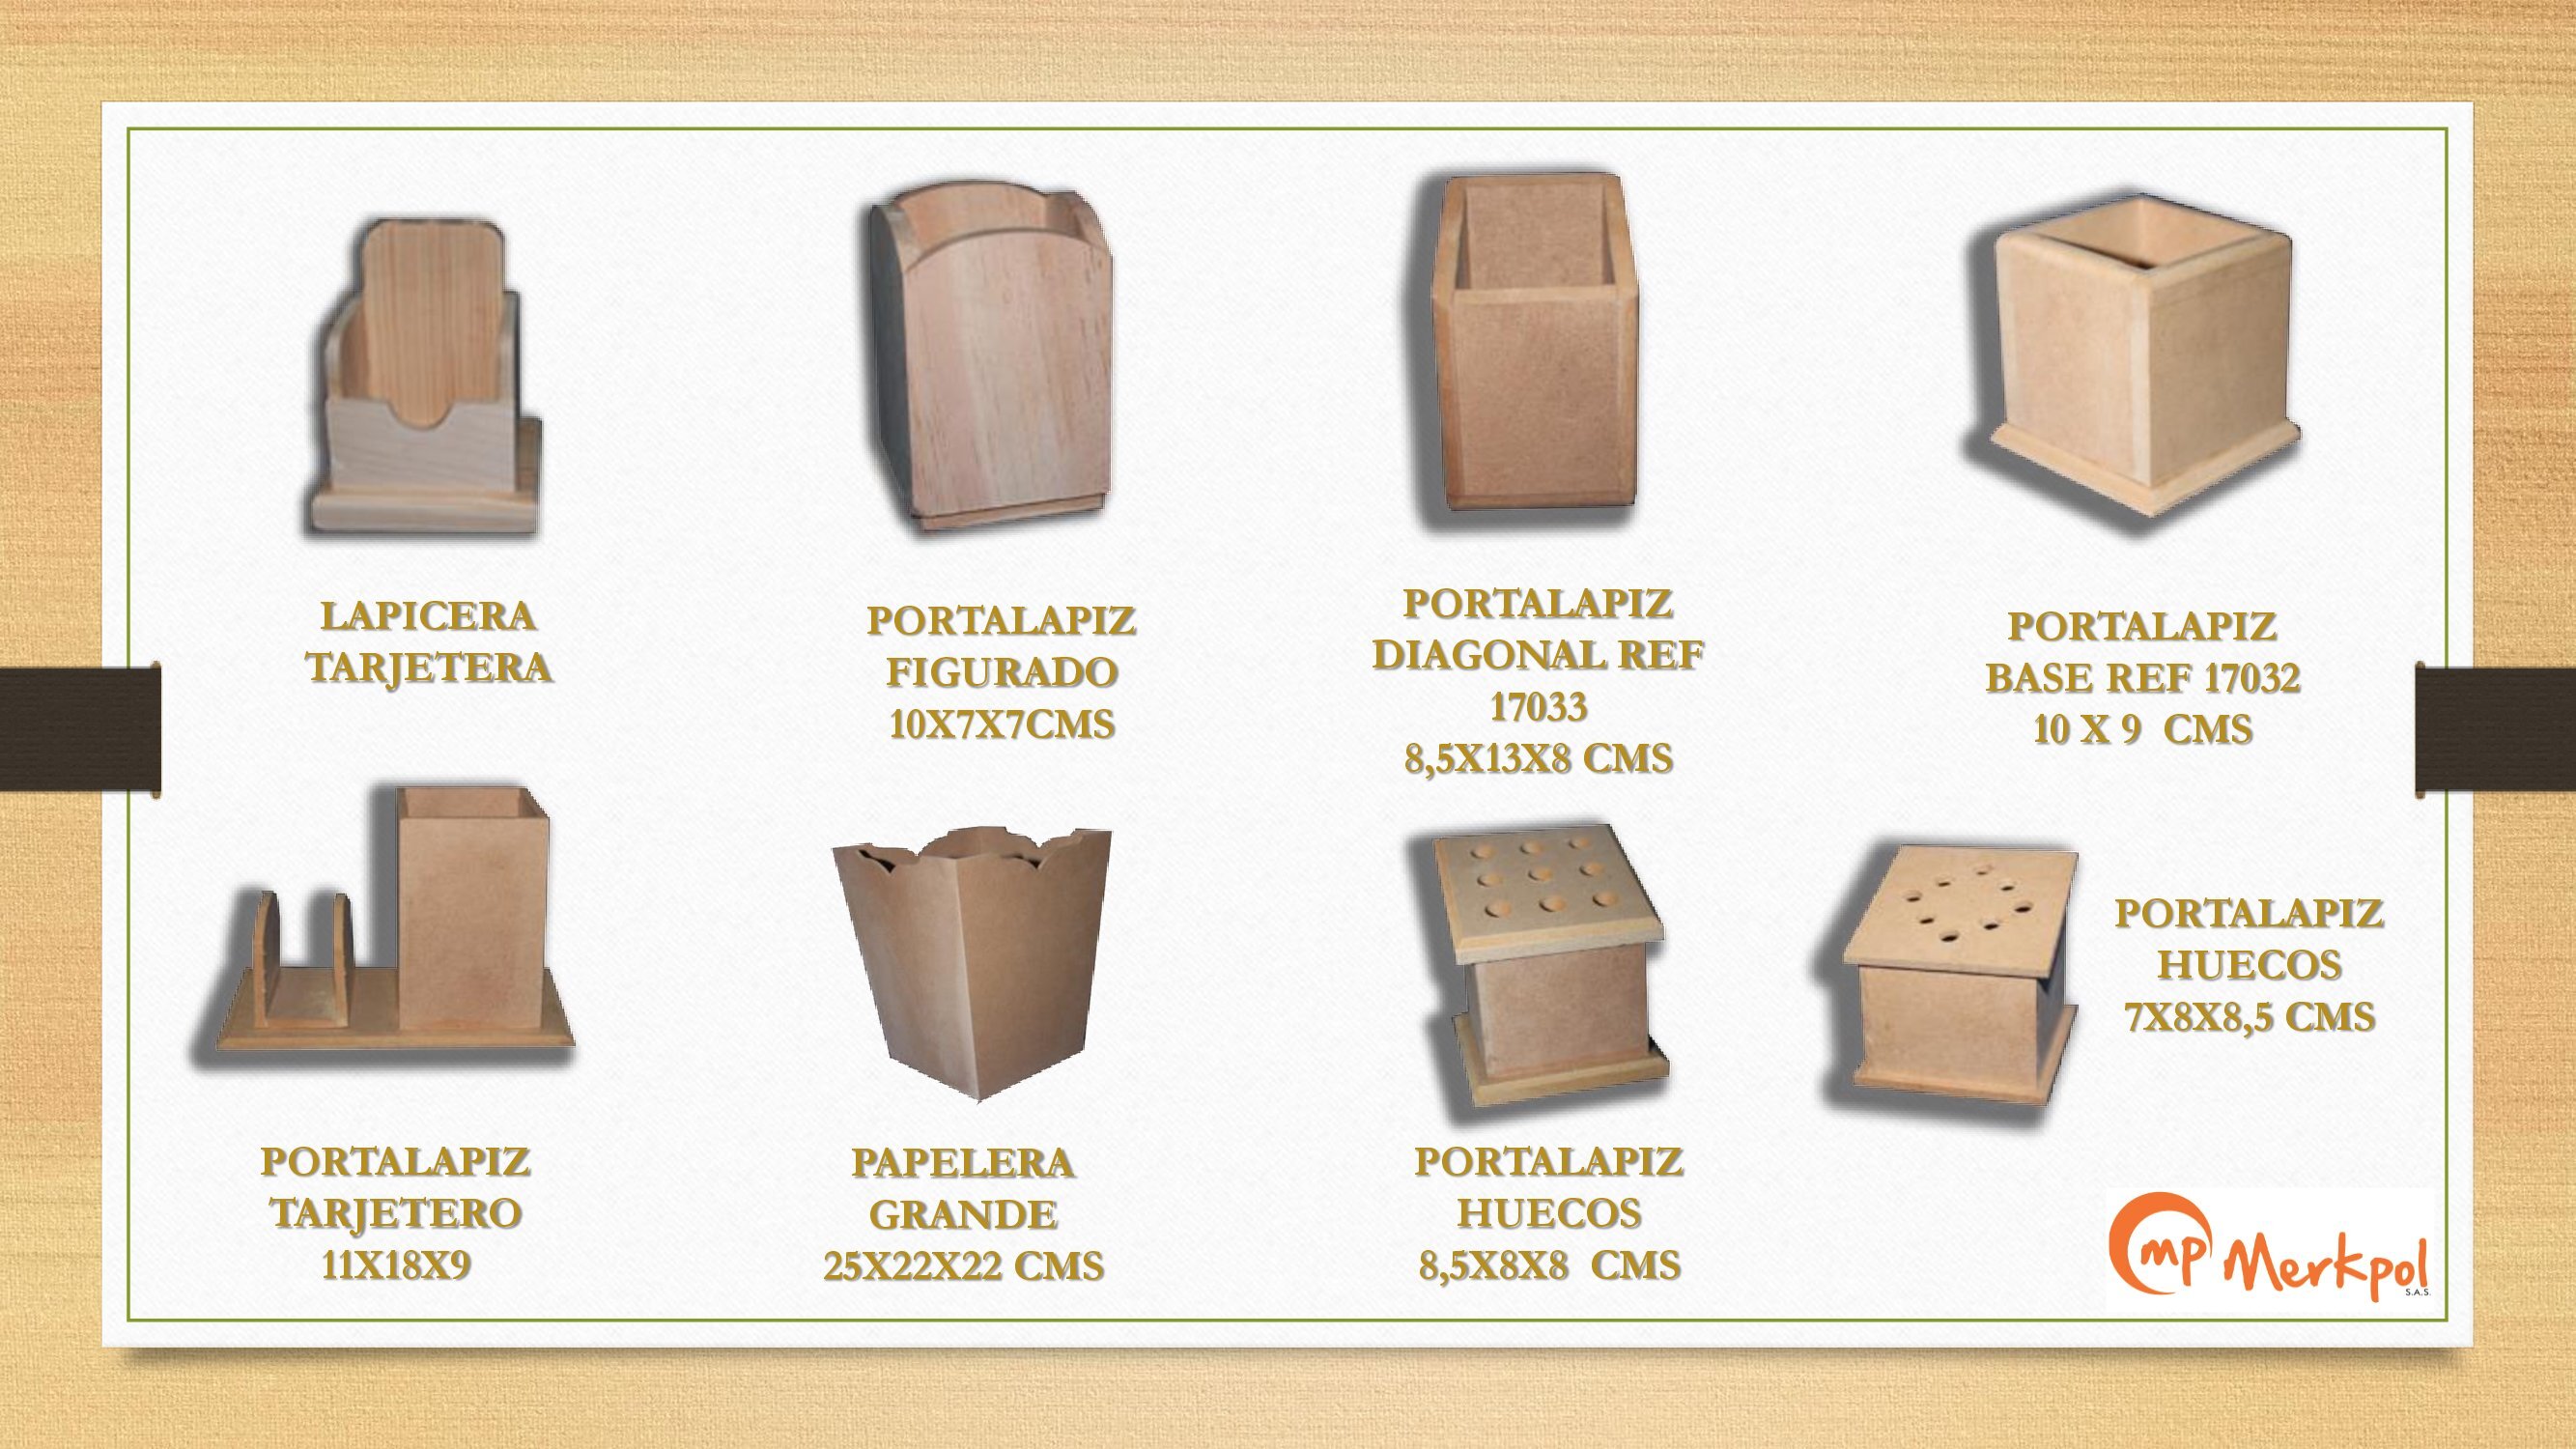 LAPICERA
TARJETERA
PORTALAPIZ
FIGURADO
10X7X7CMS
PORTALAPIZ
DIAGONAL REF
17033
8,5X13X8 CMS
PORTALAPIZ
BASE REF 17032
10 X 9  CMS
PORTALAPIZ
TARJETERO
11X18X9
PAPELERA
GRANDE
25X22X22 CMS
PORTALAPIZ
HUECOS
8,5X8X8  CMS
PORTALAPIZ
HUECOS
7X8X8,5 CMS
mp Merkpol
S.A.S.